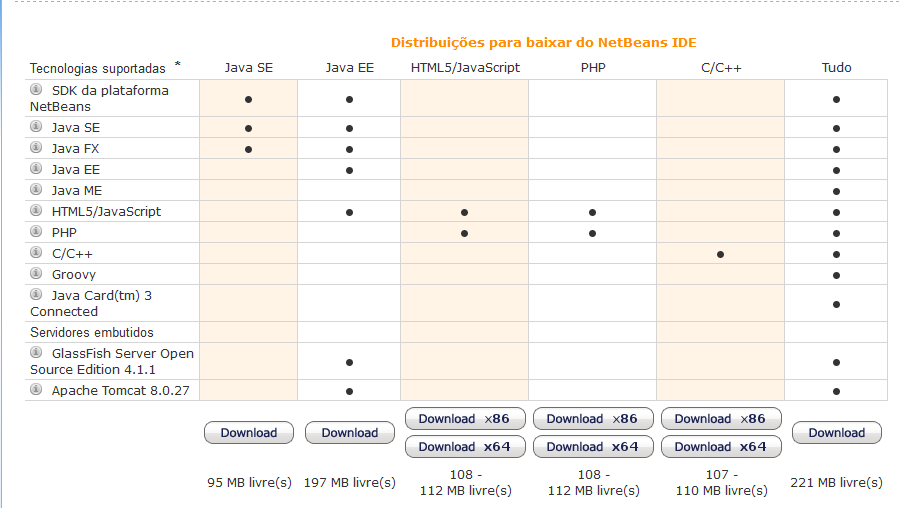 Distribuições para baixar do NetBeans IDE
Tecnologias suportadas * Java SE Java EE HTML5/JavaScript PHP C/C++ Tudo
SDK da plataforma
NetBeans • • •
Java SE • • •
Java FX • • •
Java EE • •
Java ME •
HTML5/JavaScript • • • •
PHP • • •
C/C++ • •
Groovy •
Java Card(tm) 3
Connected •
Servidores embutidos
GlassFish Server Open
Source Edition 4.1.1 • •
Apache Tomcat 8.0.27 • •
Download x86 Download x86 Download x86
Download Download Download
Download x64 Download x64 Download x64
108 - 108 - 107 -
95 MB livre(s) 197 MB livre(s) 112 MB livre(s) 112 MB livre(s) 110 MB livre(s) 221 MB livre(s)